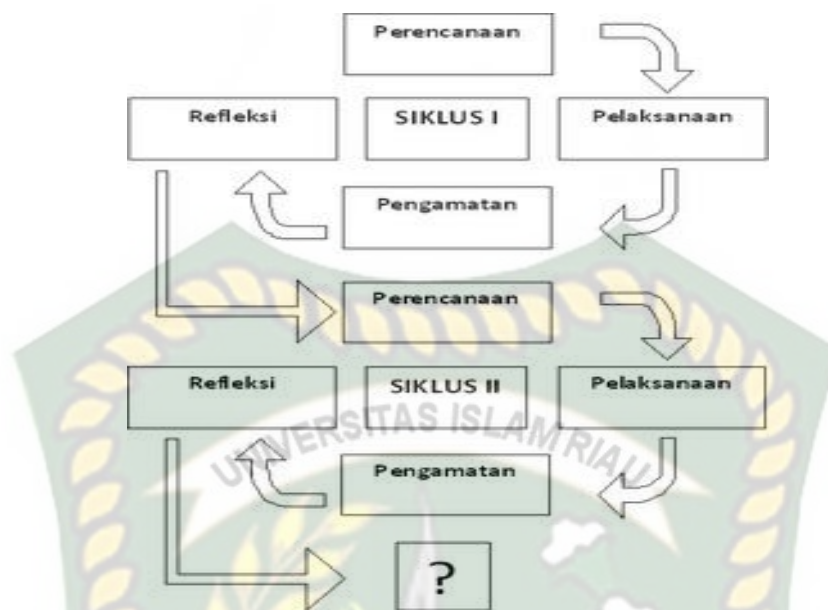 Perencanaan
Refleksi
SIKLUS I
Pelaksanaan
Pengamatan
Perencanaan
Refleksi
SIKLUS II
Pelaksanaan
UNIVERSITAS ISLAM RIAU
Pengamatan
?